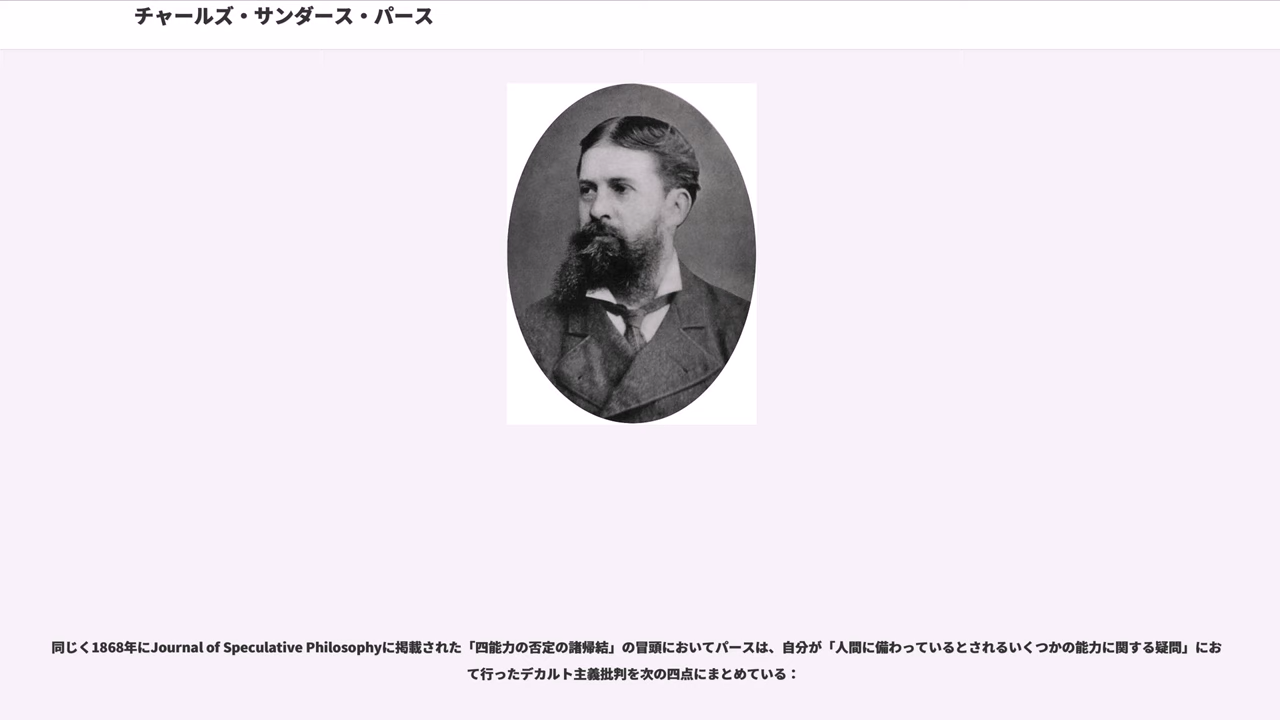 チャールズ・サンダース・パース
同じく1868年にJournal of Speculative Philosophyに掲載された「四能力の否定の諸帰結」の冒頭においてパースは、自分が「人間に備わっているとされるいくつかの能力に関する疑問」にお
て行ったデカルト主義批判を次の四点にまとめている：